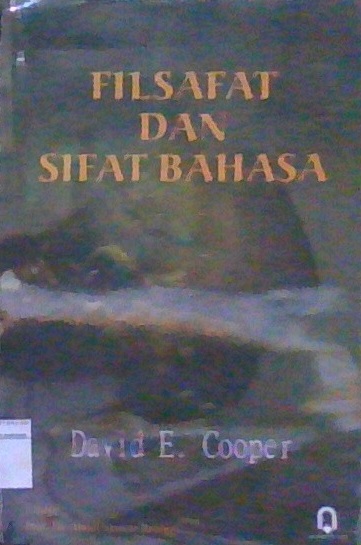 FILSAFAT
DAN
SIFAT BAHASA
David E. Cooper